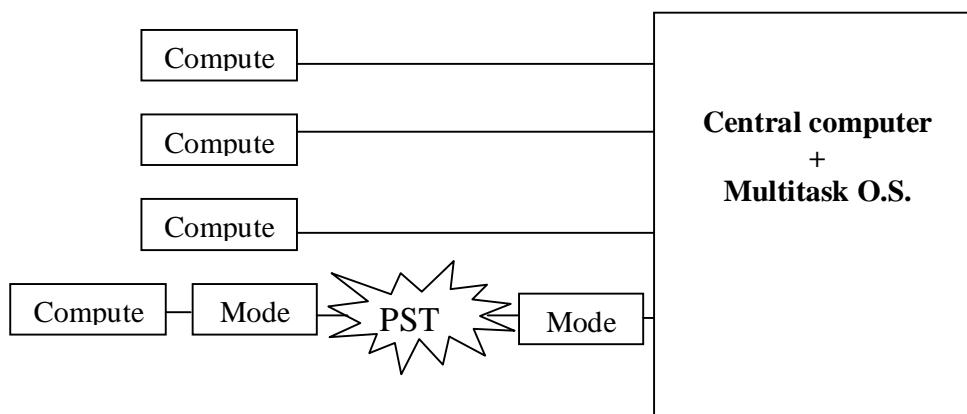 Compute
Compute
Compute
Compute
Mode
PST
Mode
Central computer
+
Multitask O.S.